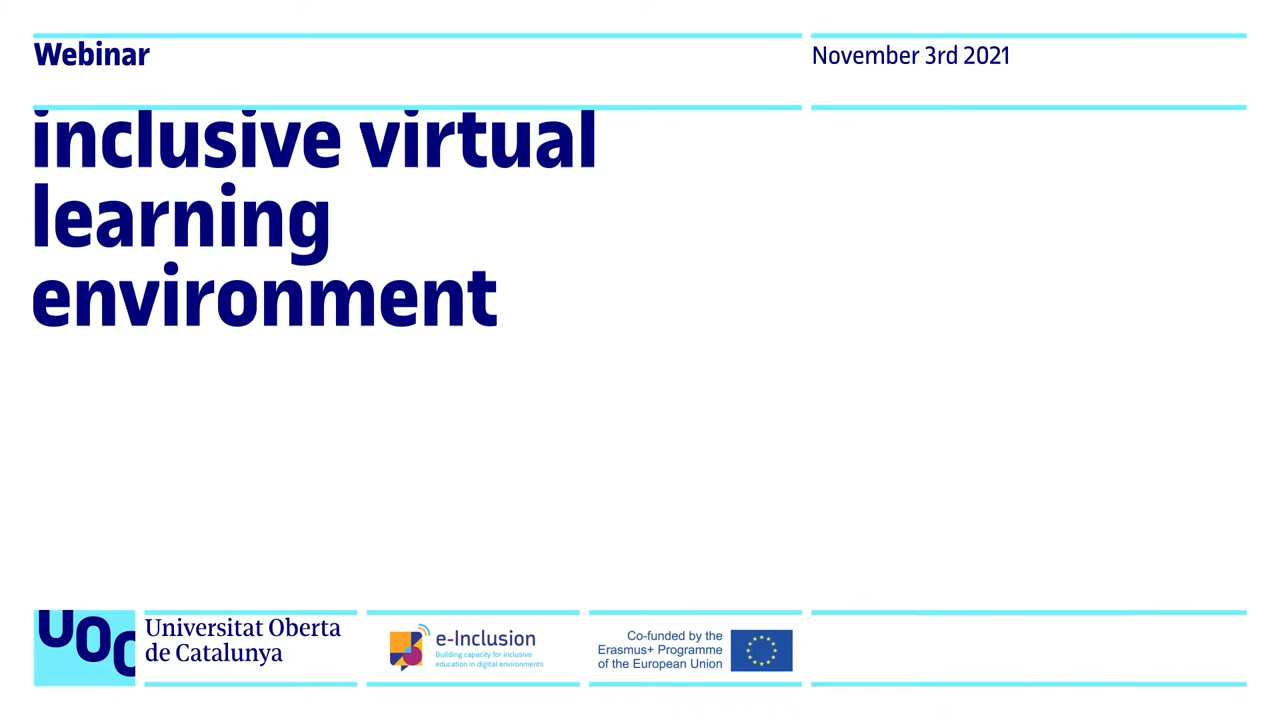 Webinar
November 3rd 2021
inclusive virtual
learning
environment
UOC
Universitat Oberta
de Catalunya
e-Inclusion
Building capacity for inclusive
education in digital environments
Co-funded by the
Erasmus+ Programme
of the European Union